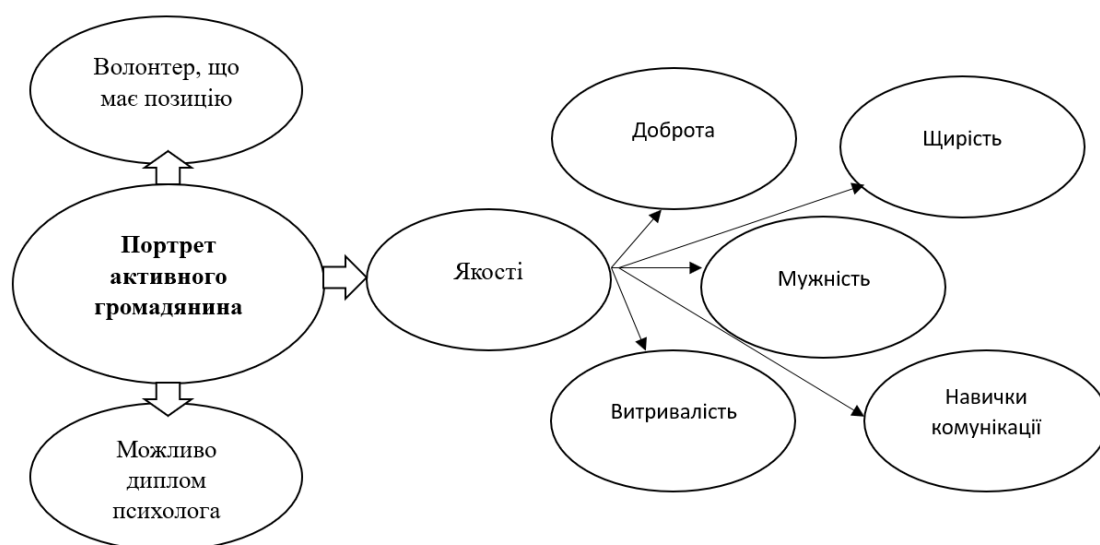 Волонтер, що
має позицію
Портрет
активного
громадянина
Можливо
диплом
психолога
Якості
Доброта
Щирість
Мужність
Витривалість
Навички
комунікації